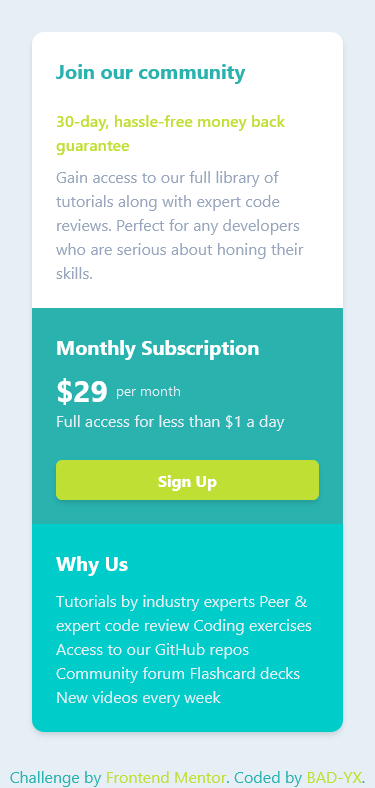 Join our community
30-day, hassle-free money back
guarantee
Gain access to our full library of
tutorials along with expert code
reviews. Perfect for any developers
who are serious about honing their
skills.
Monthly Subscription
$29 per month
Full access for less than $1 a day
Sign Up
Why Us
Tutorials by industry experts Peer &
expert code review Coding exercises
Access to our GitHub repos
Community forum Flashcard decks
New videos every week
Challenge by Frontend Mentor. Coded by BAD-YX.